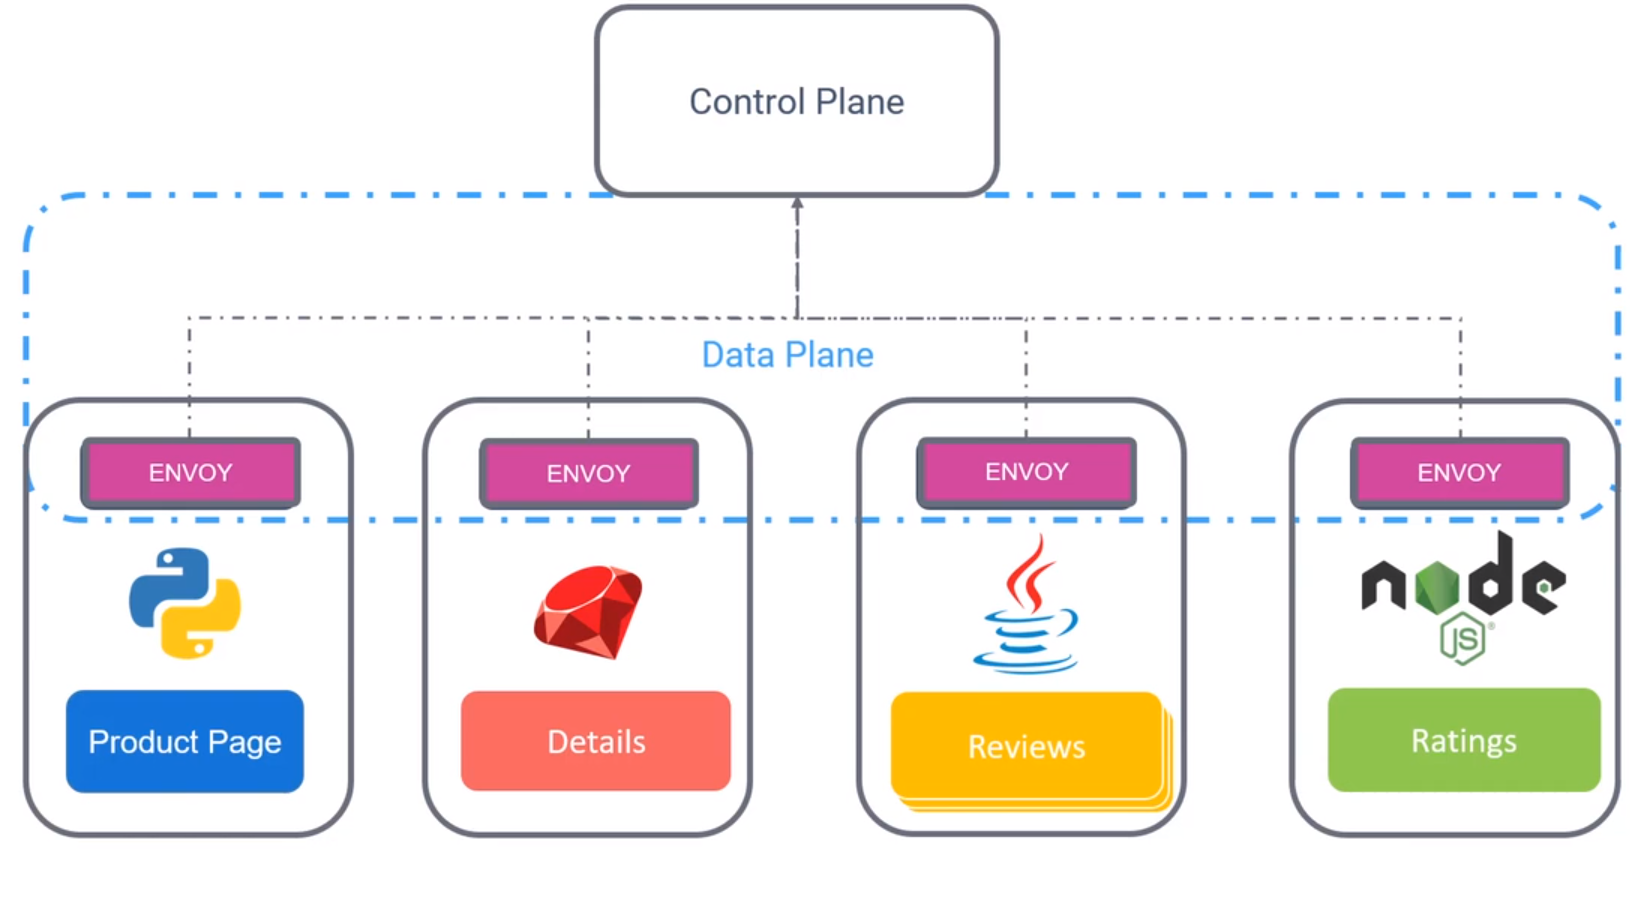 Control Plane
Data Plane
ENVOY
ENVOY
ENVOY
ENVOY
node
JS
®
Product Page
Details
Reviews
Ratings